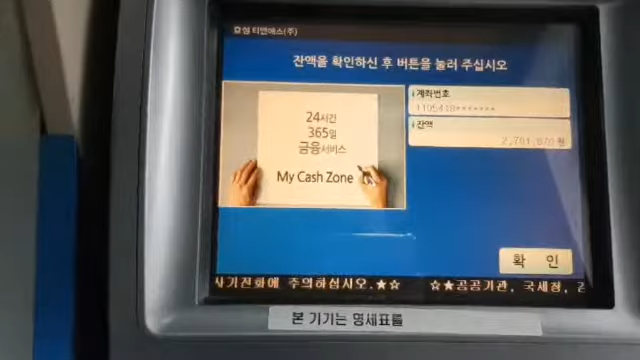 효성 티앤에스(주)
잔액을 확인하신 후 버튼을 눌러 주십시오
24시간
365일
금융서비스
My Cash Zone
계좌번호
잔액
원
확 인
사기전화에 주의하십시오.★☆ ☆★공공기관, 국세청,
본 기기는 명세표를